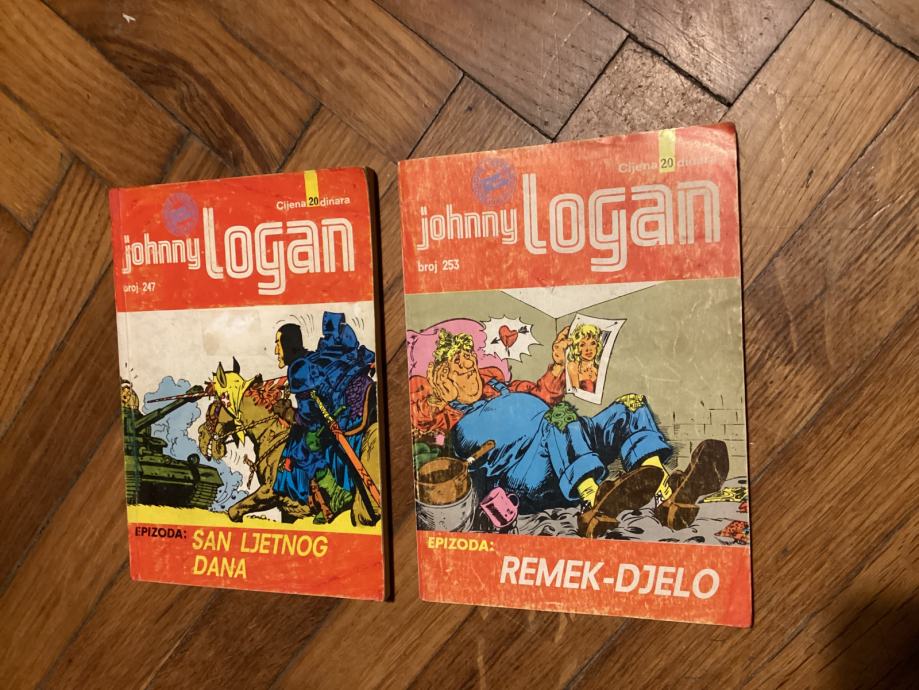 Cijena 20 dinara
johnny logan
broj 247
EPIZODA: SAN LJETNOG
DANA
Cijena 20 dinara
johnny logan
broj 253
EPIZODA:
REMEK-DJELO